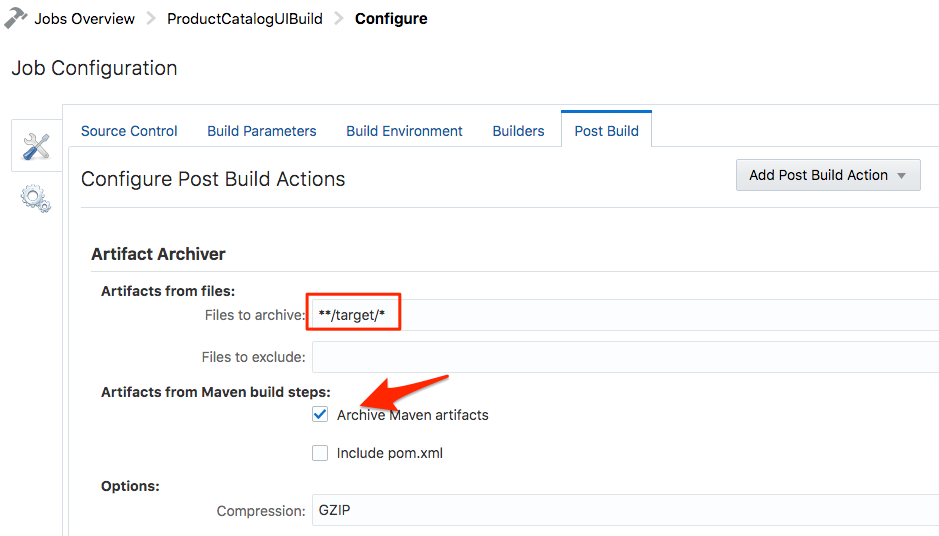 Jobs Overview ProductCatalogUIBuild Configure
Job Configuration
Source Control Build Parameters Build Environment Builders Post Build
Configure Post Build Actions Add Post Build Action
Artifact Archiver
Artifacts from files:
Files to archive: **/target/*
Files to exclude:
Artifacts from Maven build steps:
Archive Maven artifacts
Include pom.xml
Options:
Compression: GZIP